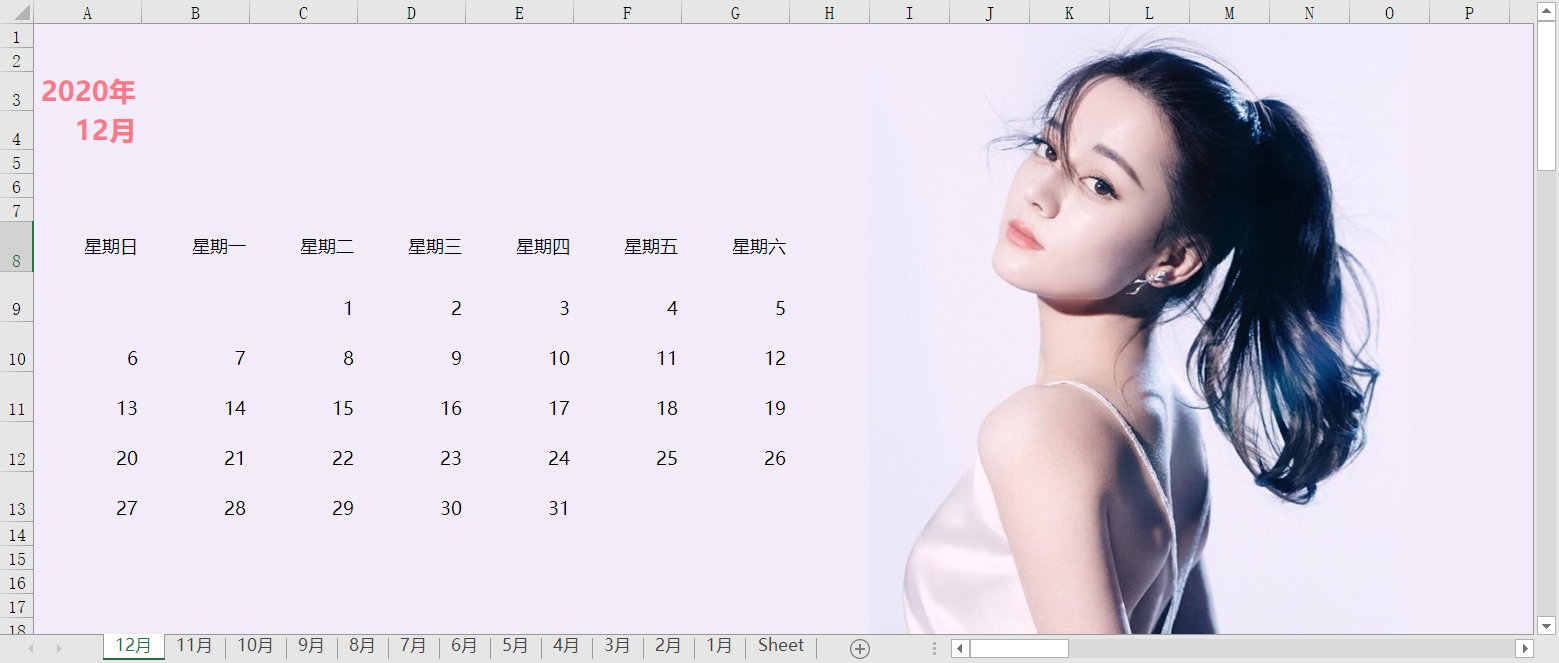 A B C D E F G H I J K L M N O P
1
2
3 2020年
4 12月
5
6
7
8 星期日 星期一 星期二 星期三 星期四 星期五 星期六
9 1 2 3 4 5
10 6 7 8 9 10 11 12
11 13 14 15 16 17 18 19
12 20 21 22 23 24 25 26
13 27 28 29 30 31
14
15
16
17
18
12月 11月 10月 9月 8月 7月 6月 5月 4月 3月 2月 1月 Sheet